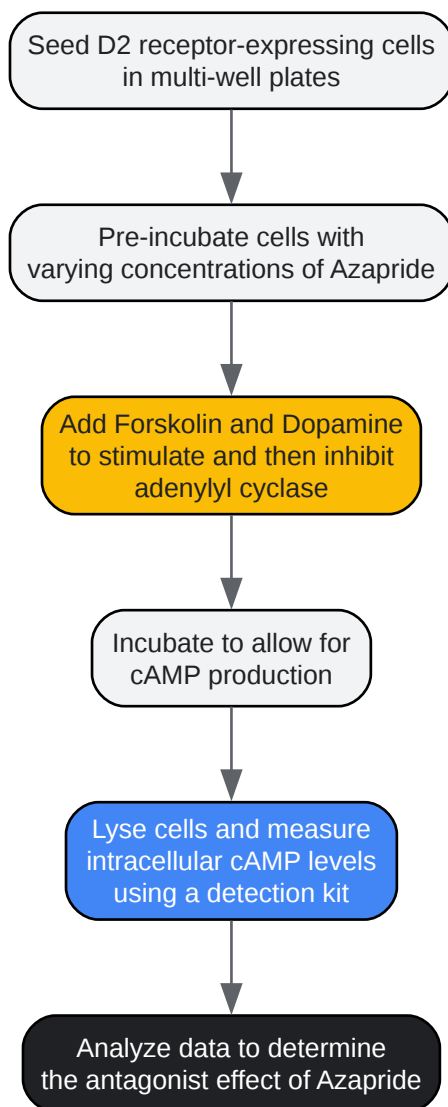 Seed D2 receptor-expressing cells
in multi-well plates
Pre-incubate cells with
varying concentrations of Azapride
Add Forskolin and Dopamine
to stimulate and then inhibit
adenylyl cyclase
Incubate to allow for
cAMP production
Lyse cells and measure
intracellular cAMP levels
using a detection kit
Analyze data to determine
the antagonist effect of Azapride